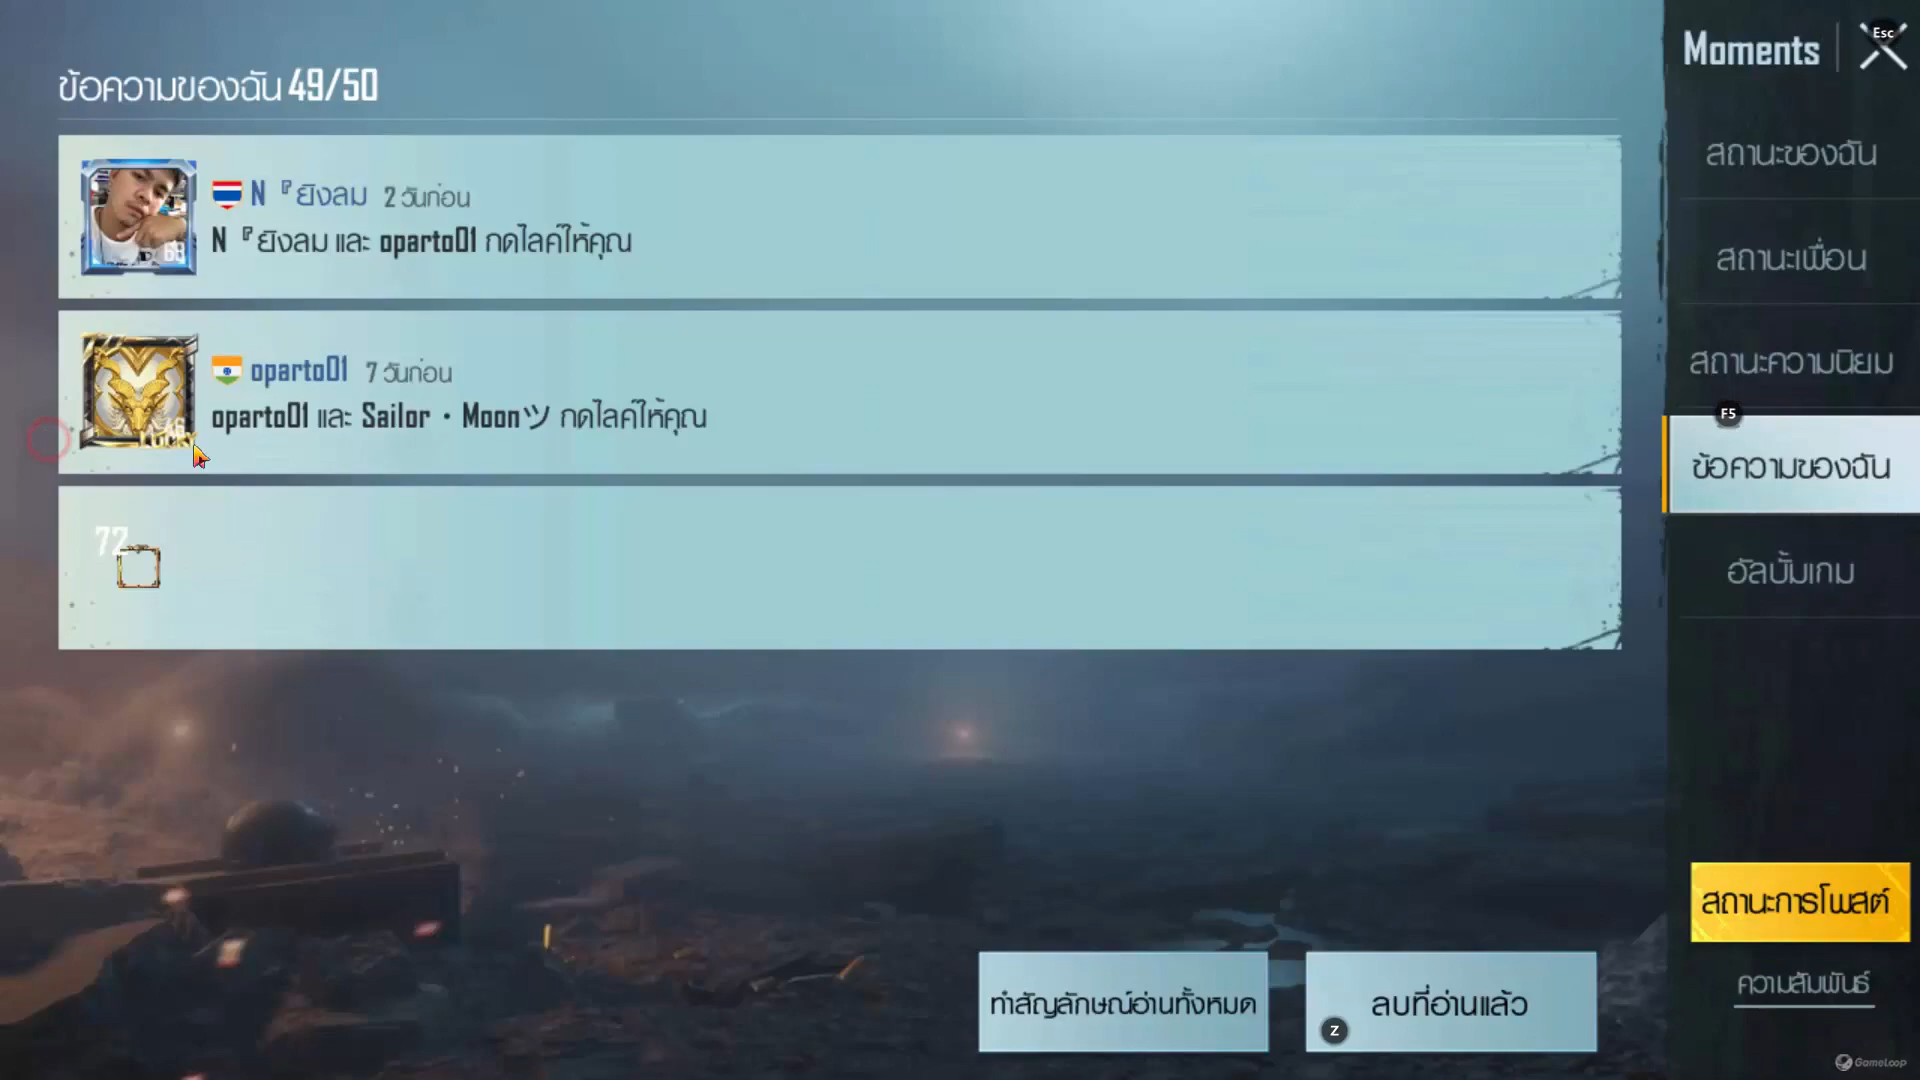 ข้อความของฉัน 49/50
N『ยิงลม 2 วันก่อน
N『ยิงลม และ oparto01 กดไลค์ให้คุณ
68
oparto01 7 วันก่อน
oparto01 และ Sailor・Moonツ กดไลค์ให้คุณ
LUCKY
72
Moments
Esc
สถานะของฉัน
สถานะเพื่อน
สถานะความนิยม
F5
ข้อความของฉัน
อัลบั้มเกม
สถานะการโพสต์
ความสัมพันธ์
ทำสัญลักษณ์อ่านทั้งหมด
ลบที่อ่านแล้ว
Z
GameLoop